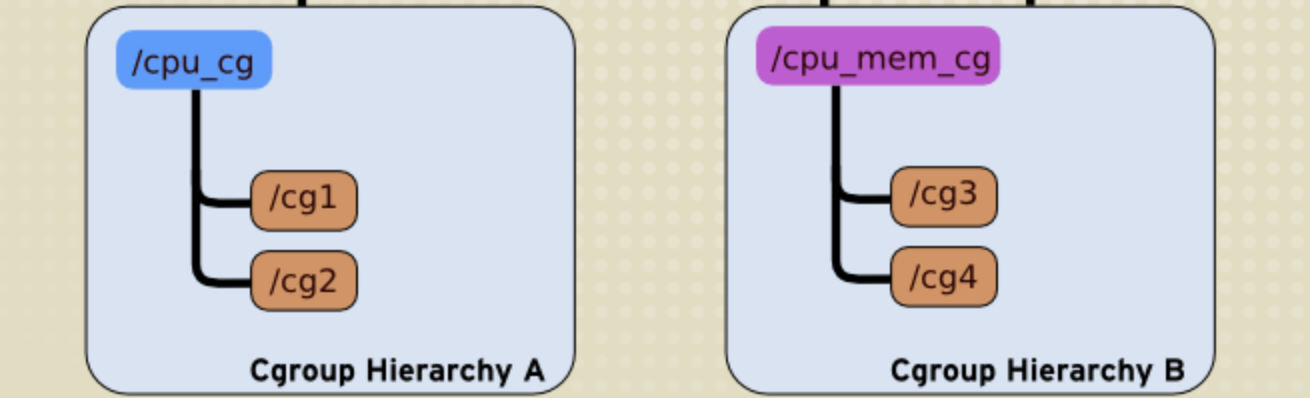 /cpu_cg
/cg1
/cg2
Cgroup Hierarchy A
/cpu_mem_cg
/cg3
/cg4
Cgroup Hierarchy B